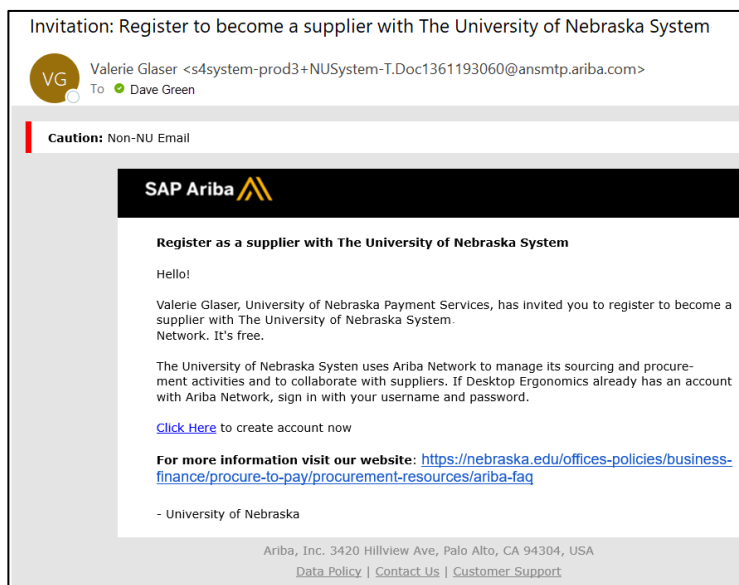 Invitation: Register to become a supplier with The University of Nebraska System
VG
Valerie Glaser <s4system-prod3+NUSystem-T.Doc1361193060@ansmtp.ariba.com>
To Dave Green
Caution: Non-NU Email
SAP Ariba
Register as a supplier with The University of Nebraska System
Hello!
Valerie Glaser, University of Nebraska Payment Services, has invited you to register to become a
supplier with The University of Nebraska System.
Network. It's free.
The University of Nebraska Systen uses Ariba Network to manage its sourcing and procure-
ment activities and to collaborate with suppliers. If Desktop Ergonomics already has an account
with Ariba Network, sign in with your username and password.
Click Here to create account now
For more information visit our website: https://nebraska.edu/offices-policies/business-
finance/procure-to-pay/procurement-resources/ariba-faq
- University of Nebraska
Ariba, Inc. 3420 Hillview Ave, Palo Alto, CA 94304, USA
Data Policy | Contact Us | Customer Support